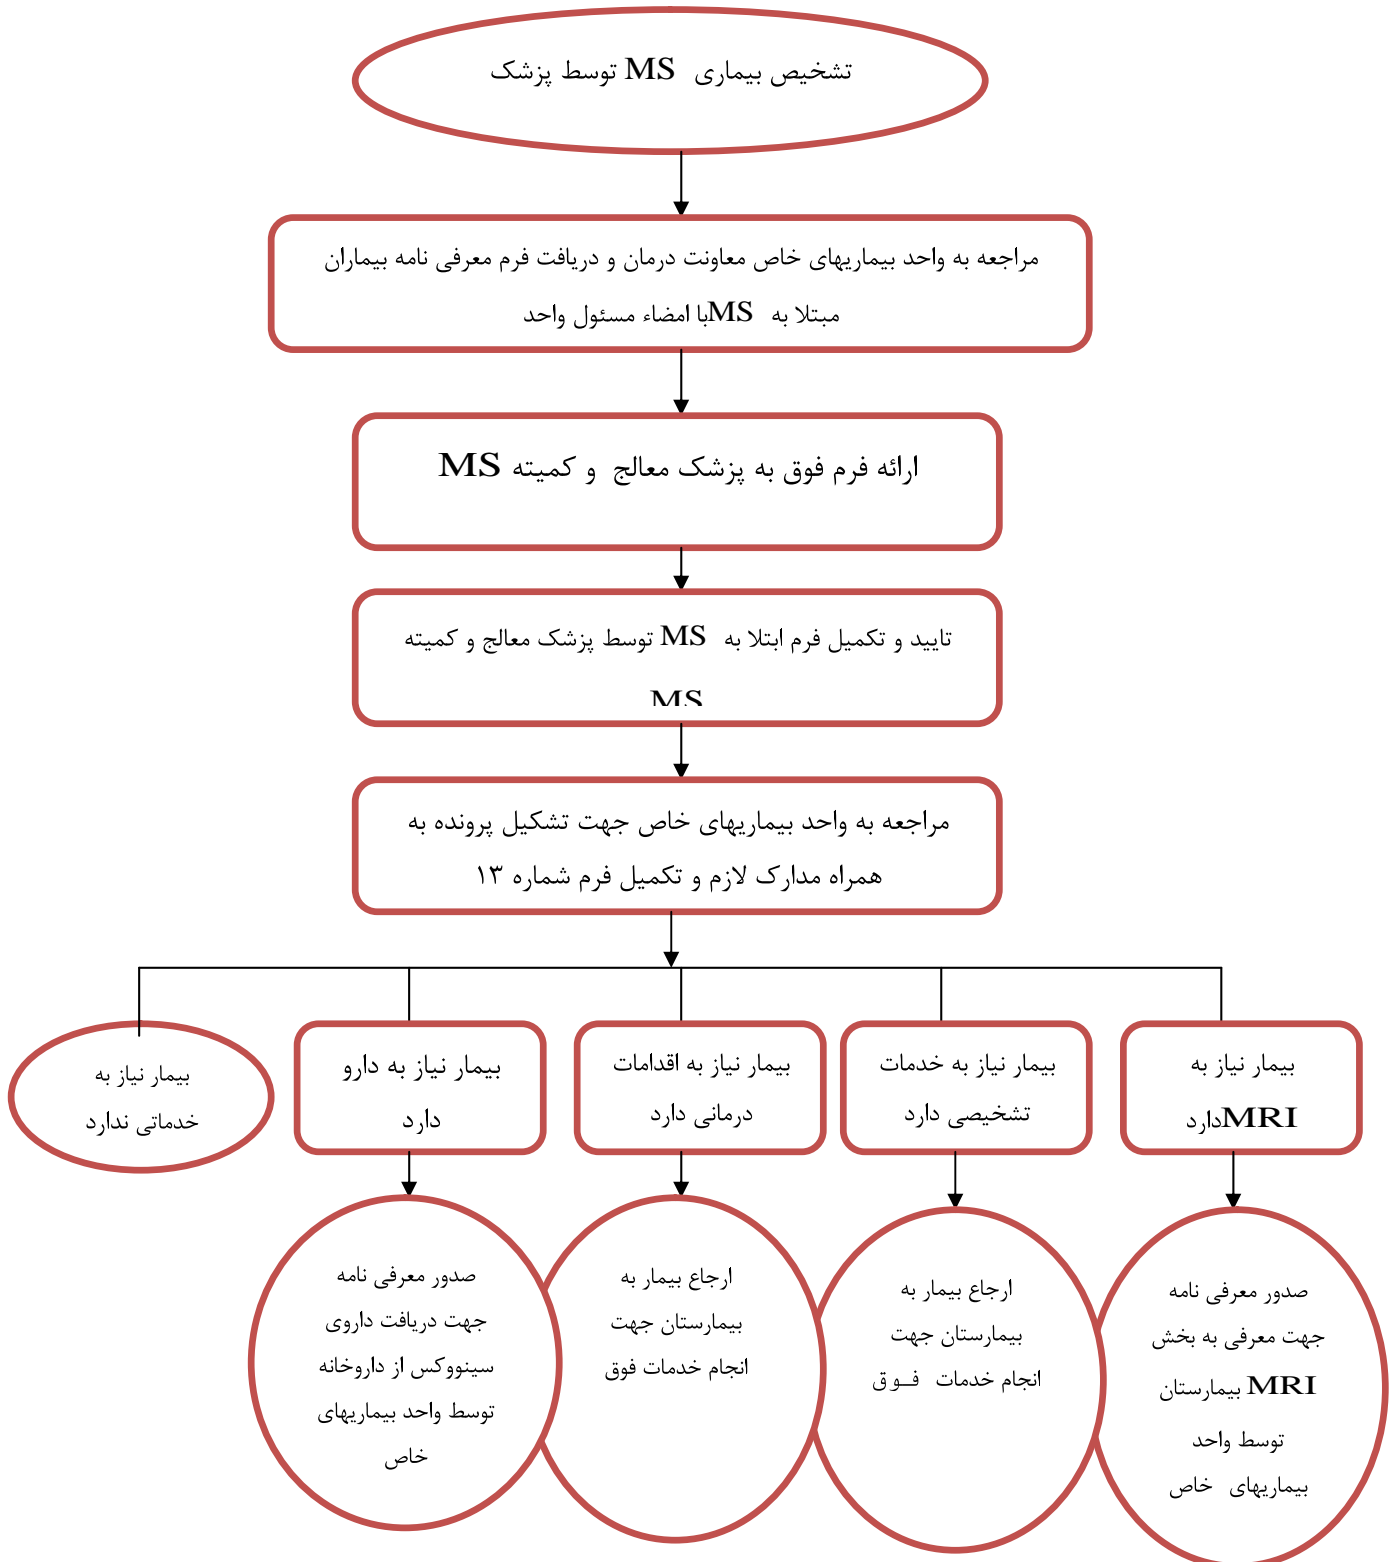 تشخیص بیماری MS توسط پزشک
مراجعه به واحد بیماریهای خاص معاونت درمان و دریافت فرم معرفی نامه بیماران
مبتلا به MSبا امضاء مسئول واحد
ارائه فرم فوق به پزشک معالج و کمیته MS
تایید و تکمیل فرم ابتلا به MS توسط پزشک معالج و کمیته
MS
مراجعه به واحد بیماریهای خاص جهت تشکیل پرونده به
همراه مدارک لازم و تکمیل فرم شماره ۱۳
بیمار نیاز به
MRIدارد
بیمار نیاز به خدمات
تشخیصی دارد
بیمار نیاز به اقدامات
درمانی دارد
بیمار نیاز به دارو
دارد
بیمار نیاز به
خدماتی ندارد
صدور معرفی نامه
جهت معرفی به بخش
MRI بیمارستان
توسط واحد
بیماریهای خاص
ارجاع بیمار به
بیمارستان جهت
انجام خدمات فــوق
ارجاع بیمار به
بیمارستان جهت
انجام خدمات فوق
صدور معرفی نامه
جهت دریافت داروی
سینووکس از داروخانه
توسط واحد بیماریهای
خاص